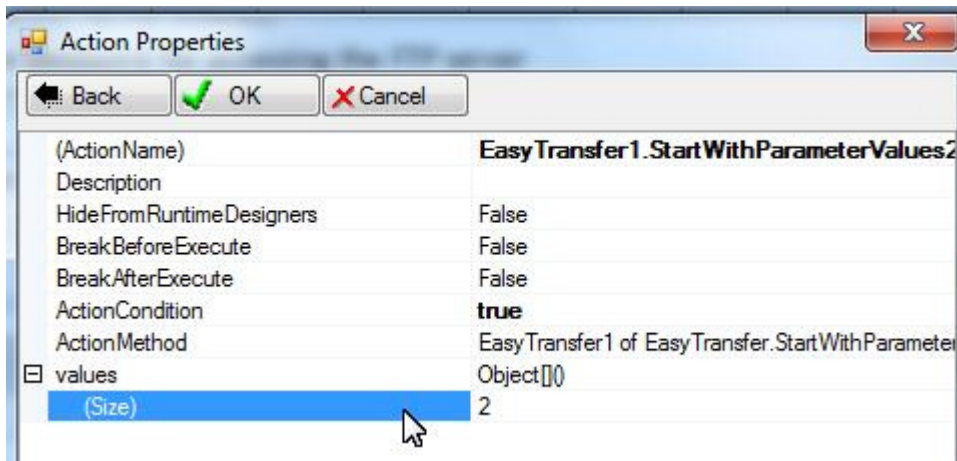 Action Properties
Back OK Cancel
(ActionName) EasyTransfer1.StartWithParameterValues2
Description
HideFromRuntimeDesigners False
BreakBeforeExecute False
BreakAfterExecute False
ActionCondition true
ActionMethod EasyTransfer1 of EasyTransfer.StartWithParameter
values Object[]()
(Size) 2